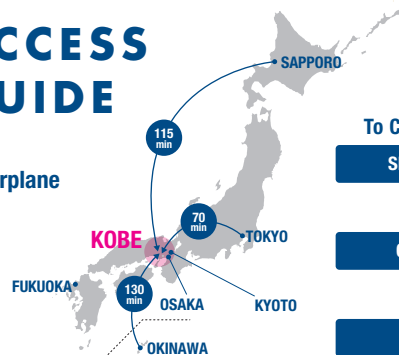 CCESS
UIDE
SAPPORO
115
min
To C
rplane
70
min
KOBE
TOKYO
FUKUOKA
130
min
OSAKA
KYOTO
OKINAWA